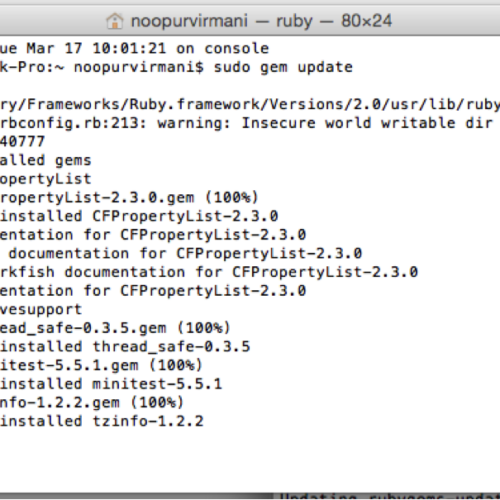 noopurvirmani — ruby — 80×24
ue Mar 17 10:01:21 on console
k-Pro:~ noopurvirmani$ sudo gem update
ry/Frameworks/Ruby.framework/Versions/2.0/usr/lib/ruby
rbconfig.rb:213: warning: Insecure world writable dir
40777
alled gems
opertyList
ropertyList-2.3.0.gem (100%)
installed CFPropertyList-2.3.0
entation for CFPropertyList-2.3.0
documentation for CFPropertyList-2.3.0
rkfish documentation for CFPropertyList-2.3.0
entation for CFPropertyList-2.3.0
vesupport
ead_safe-0.3.5.gem (100%)
installed thread_safe-0.3.5
itest-5.5.1.gem (100%)
installed minitest-5.5.1
nfo-1.2.2.gem (100%)
installed tzinfo-1.2.2